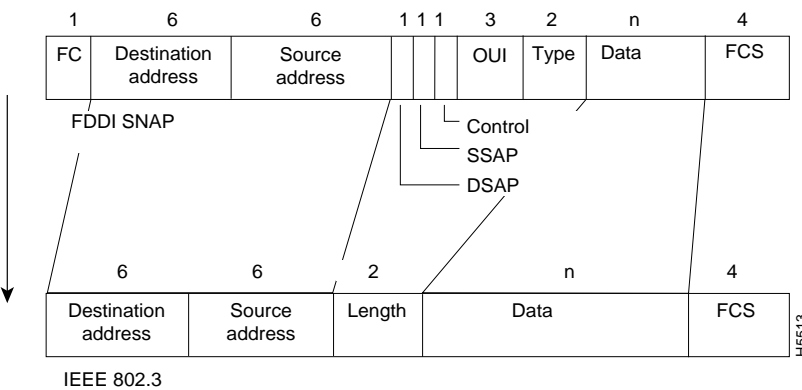 1 6 6 1 1 1 3 2 n 4
FC Destination address Source address OUI Type Data FCS
FDDI SNAP
Control
SSAP
DSAP
6 6 2 n 4
Destination address Source address Length Data FCS
IEEE 802.3
H5513